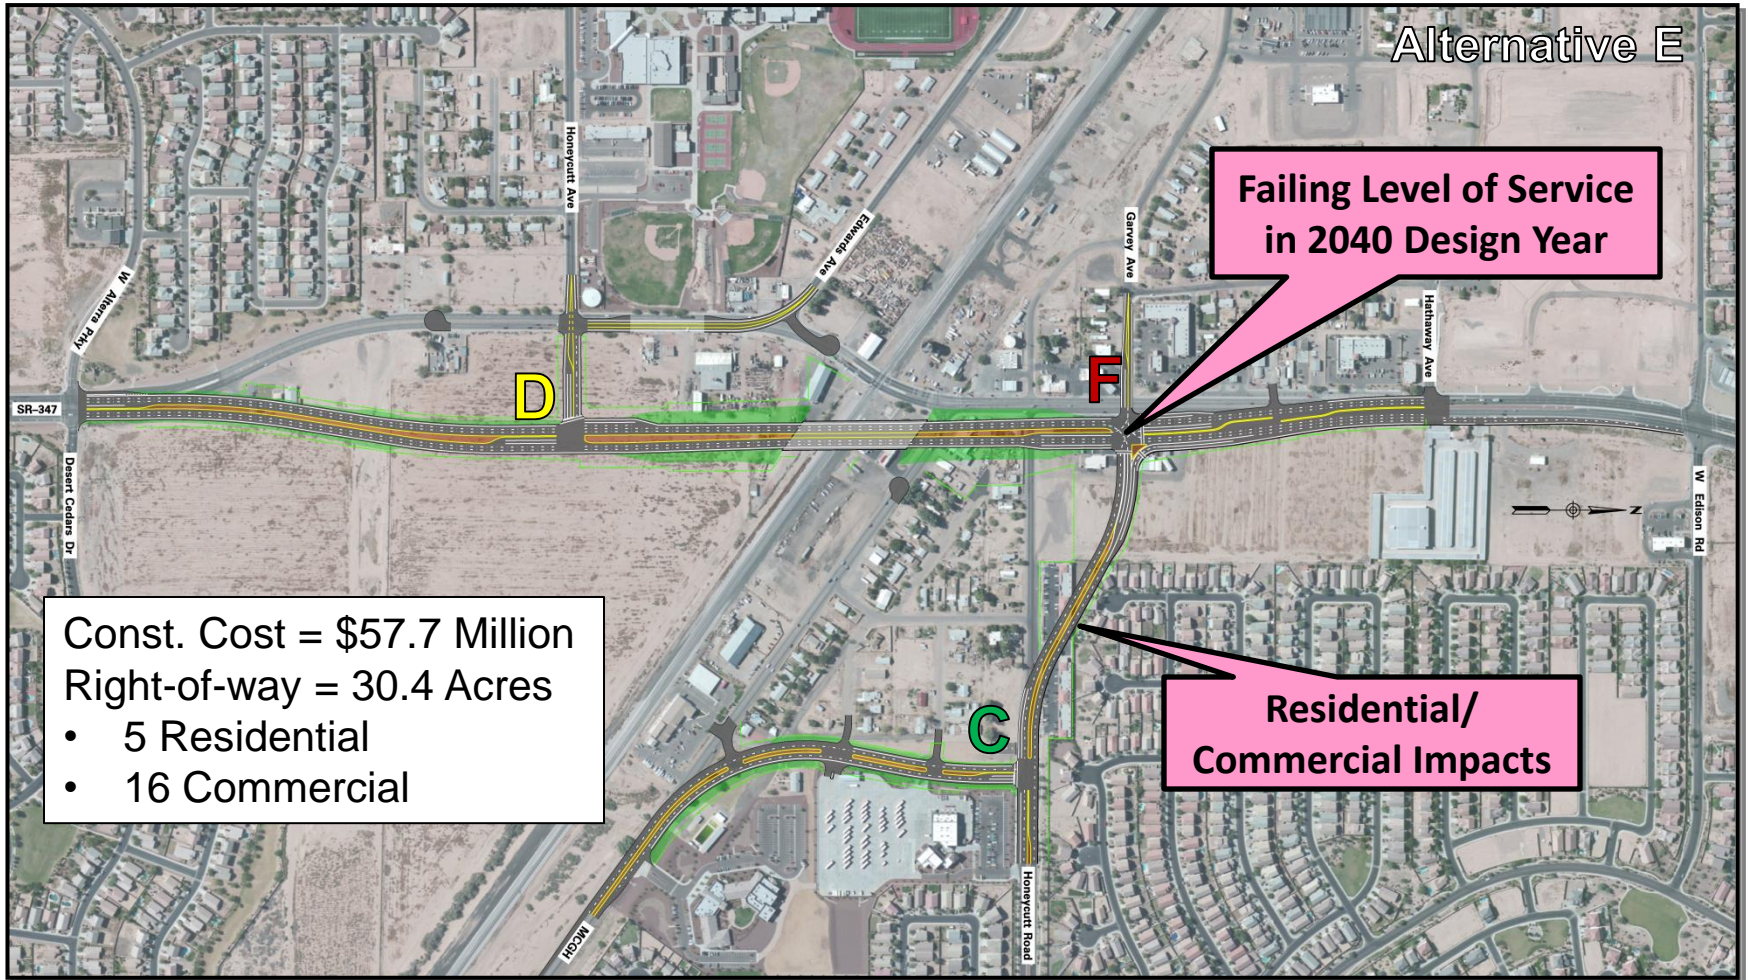 Alternative E
Honeycutt Ave
Edwards Ave
Garvey Ave
Failing Level of Service
in 2040 Design Year
W Alterra Prky
Hathaway Ave
D
F
SR-347
Desert Cedars Dr
W Edison Rd
N
Const. Cost = $57.7 Million
Right-of-way = 30.4 Acres
• 5 Residential
• 16 Commercial
C
Residential/
Commercial Impacts
Honeycutt Road
MCGH